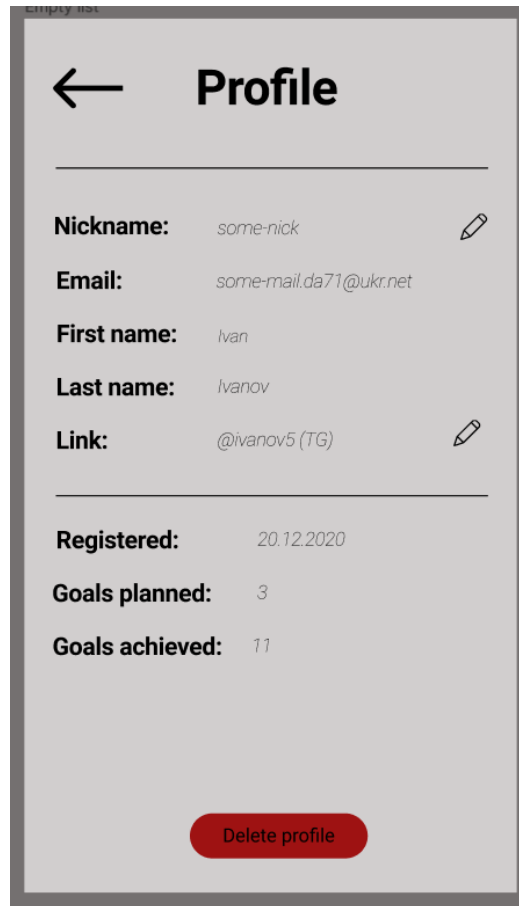 Empty list
Profile
Nickname: some-nick
Email: some-mail.da71@ukr.net
First name: Ivan
Last name: Ivanov
Link: @ivanov5 (TG)
Registered: 20.12.2020
Goals planned: 3
Goals achieved: 11
Delete profile